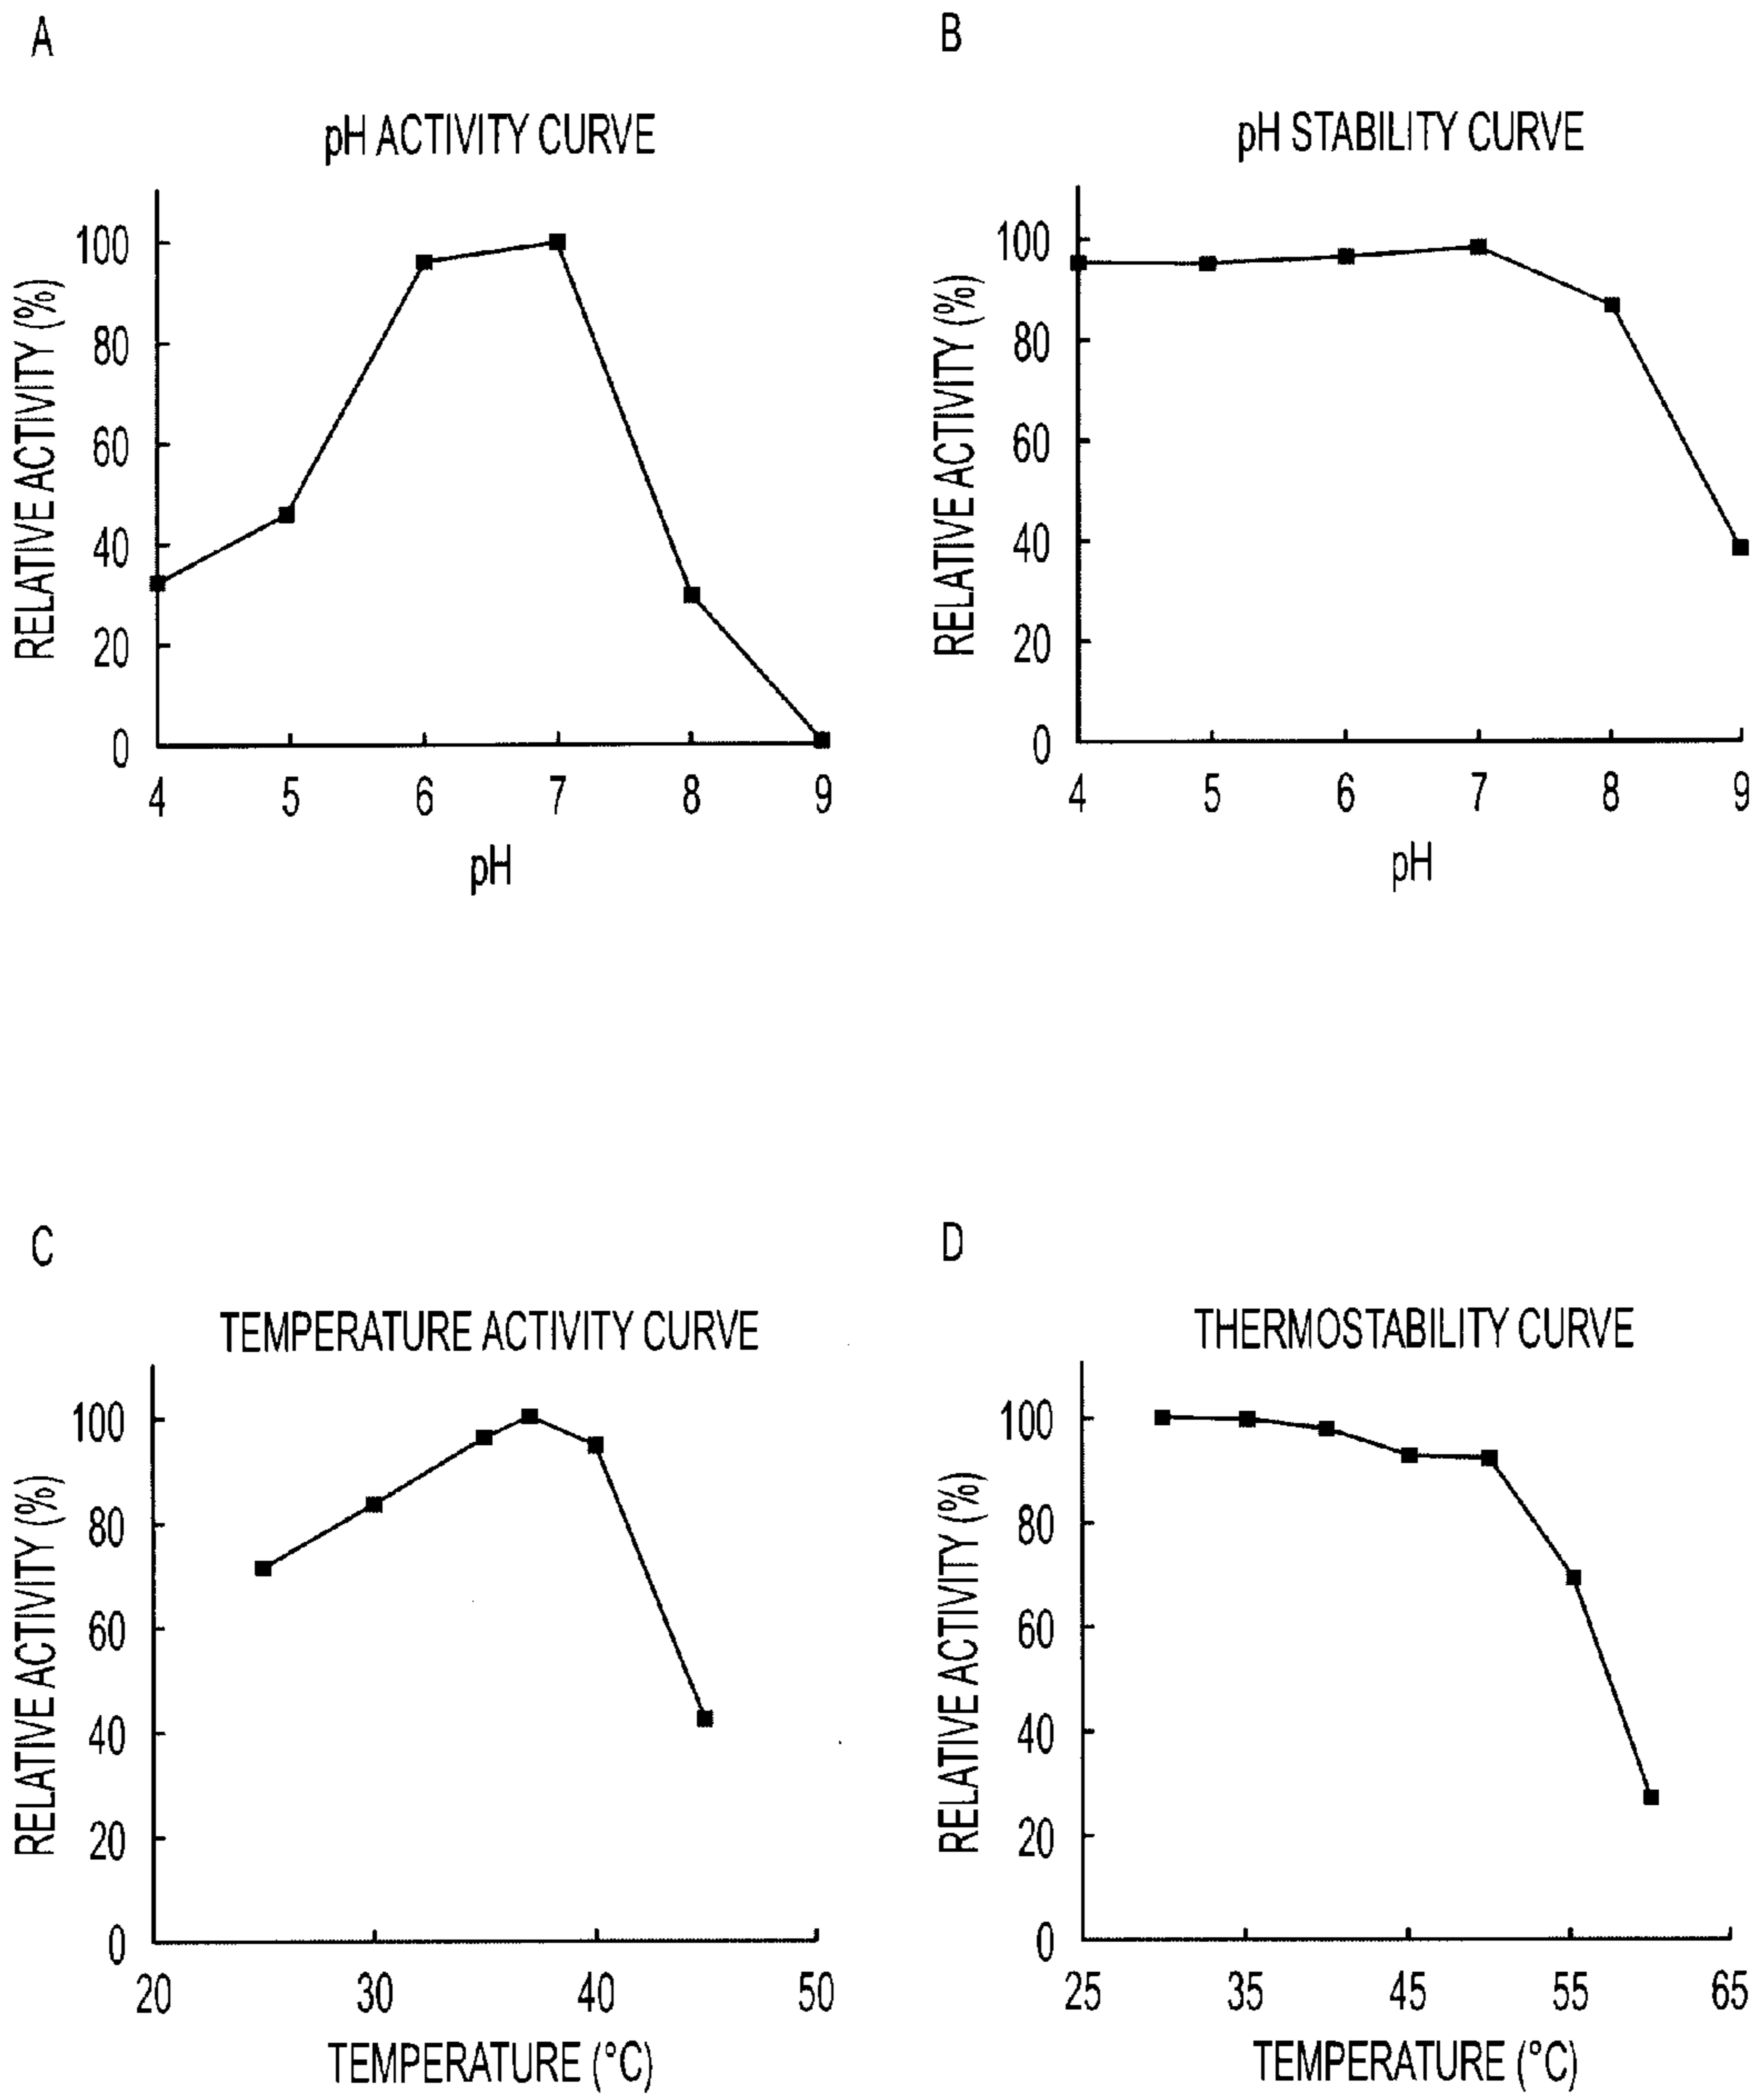 A
pH ACTIVITY CURVE
RELATIVE ACTIVITY (%)
100
80
60
40
20
0
4 5 6 7 8 9
pH
B
pH STABILITY CURVE
RELATIVE ACTIVITY (%)
100
80
60
40
20
0
4 5 6 7 8 9
pH
C
TEMPERATURE ACTIVITY CURVE
RELATIVE ACTIVITY (%)
100
80
60
40
20
0
20 30 40 50
TEMPERATURE (°C)
D
THERMOSTABILITY CURVE
RELATIVE ACTIVITY (%)
100
80
60
40
20
0
25 35 45 55 65
TEMPERATURE (°C)